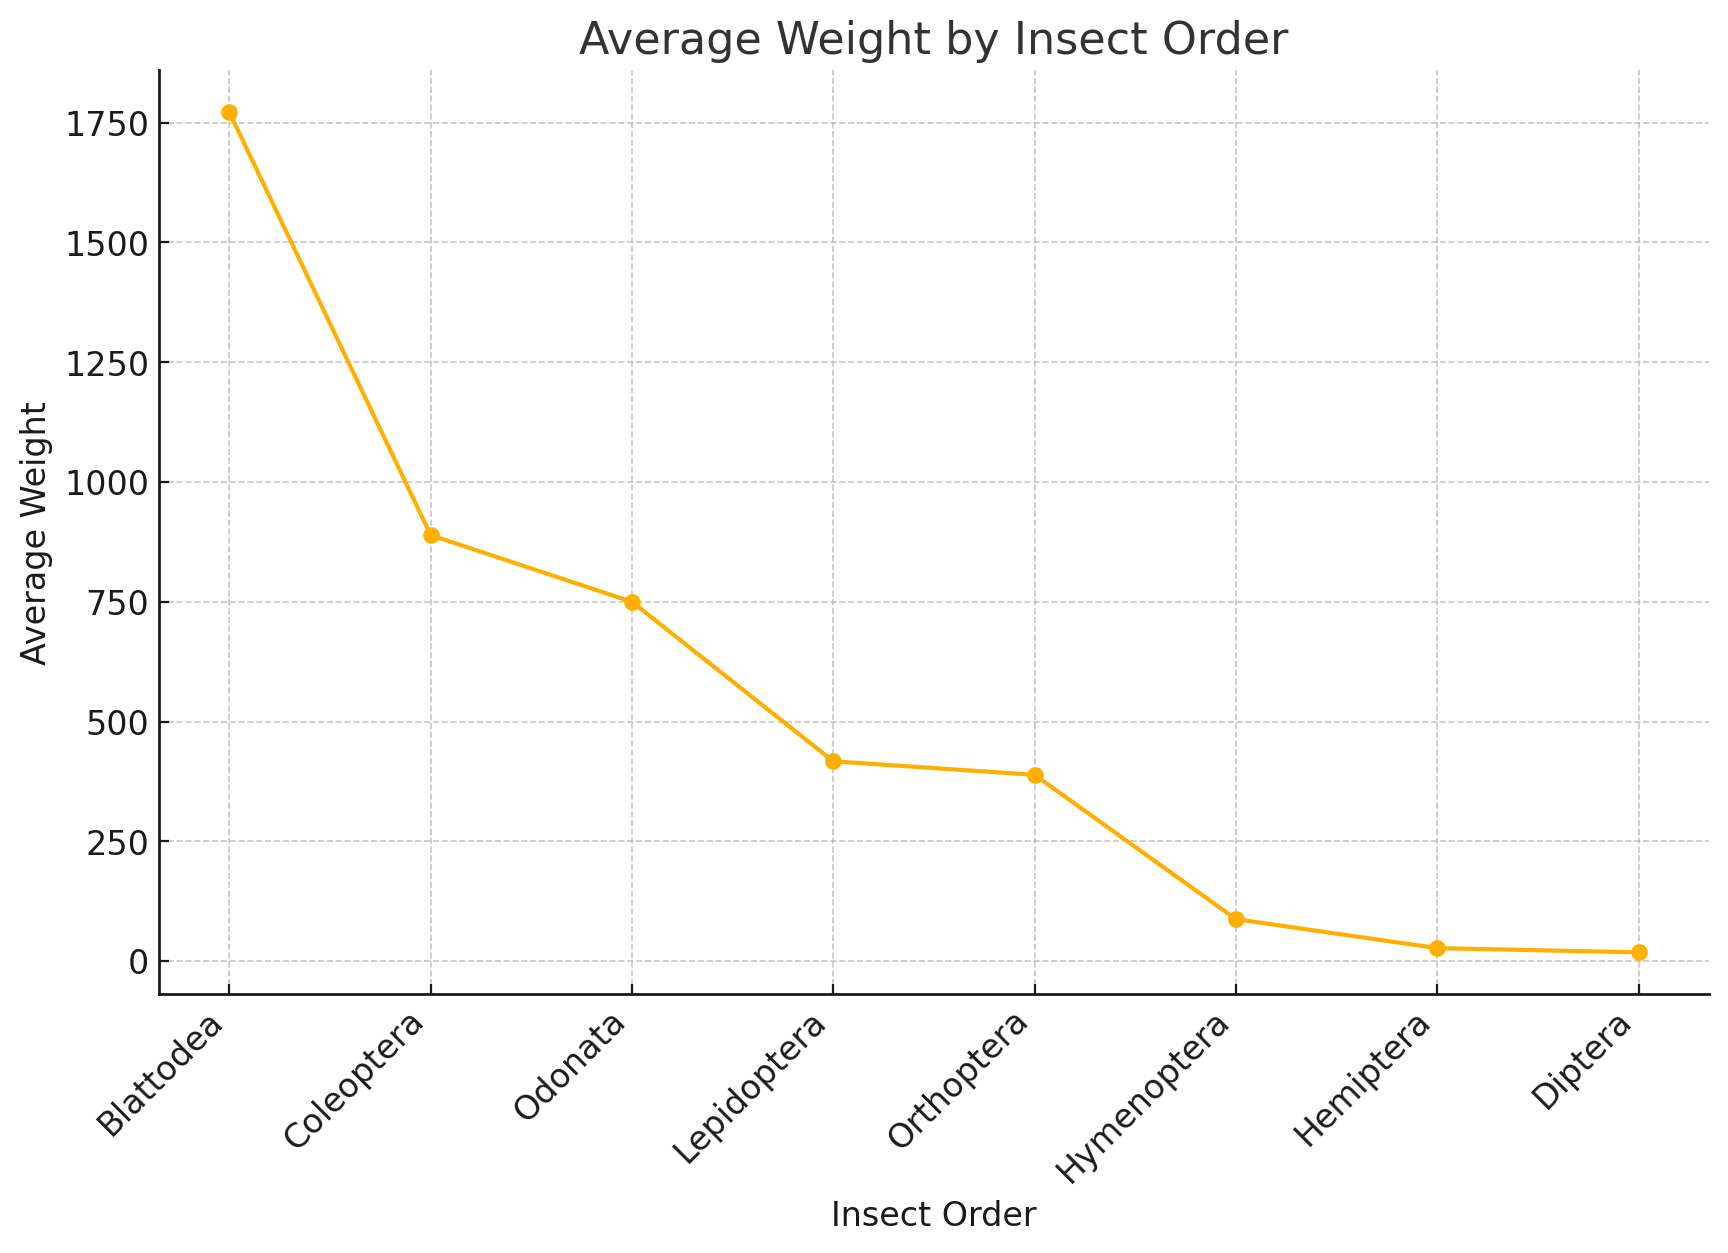 Average Weight by Insect Order
Average Weight
1750
1500
1250
1000
750
500
250
0
Blattodea
Coleoptera
Odonata
Lepidoptera
Orthoptera
Hymenoptera
Hemiptera
Diptera
Insect Order